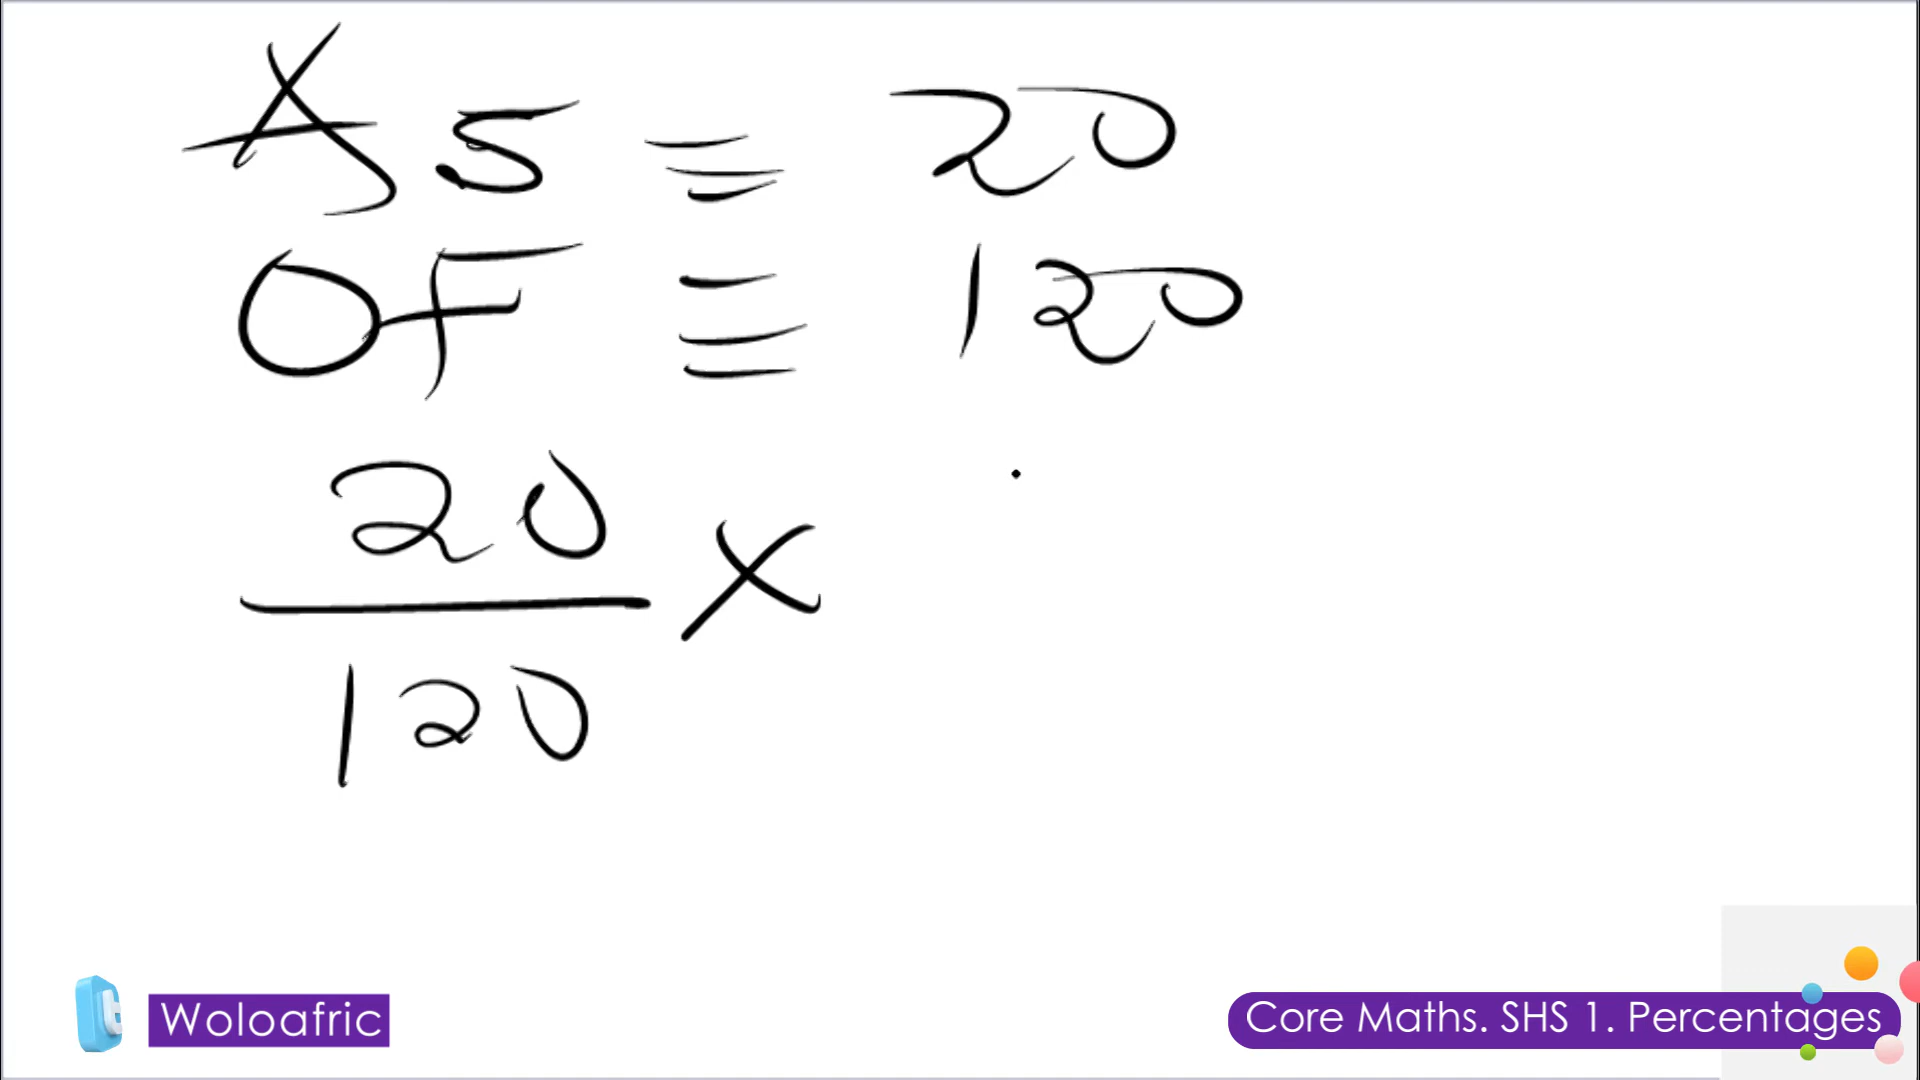 AS ≡ 20
OF ≡ 120
20
120
×
Woloafric
Core Maths. SHS 1. Percentages